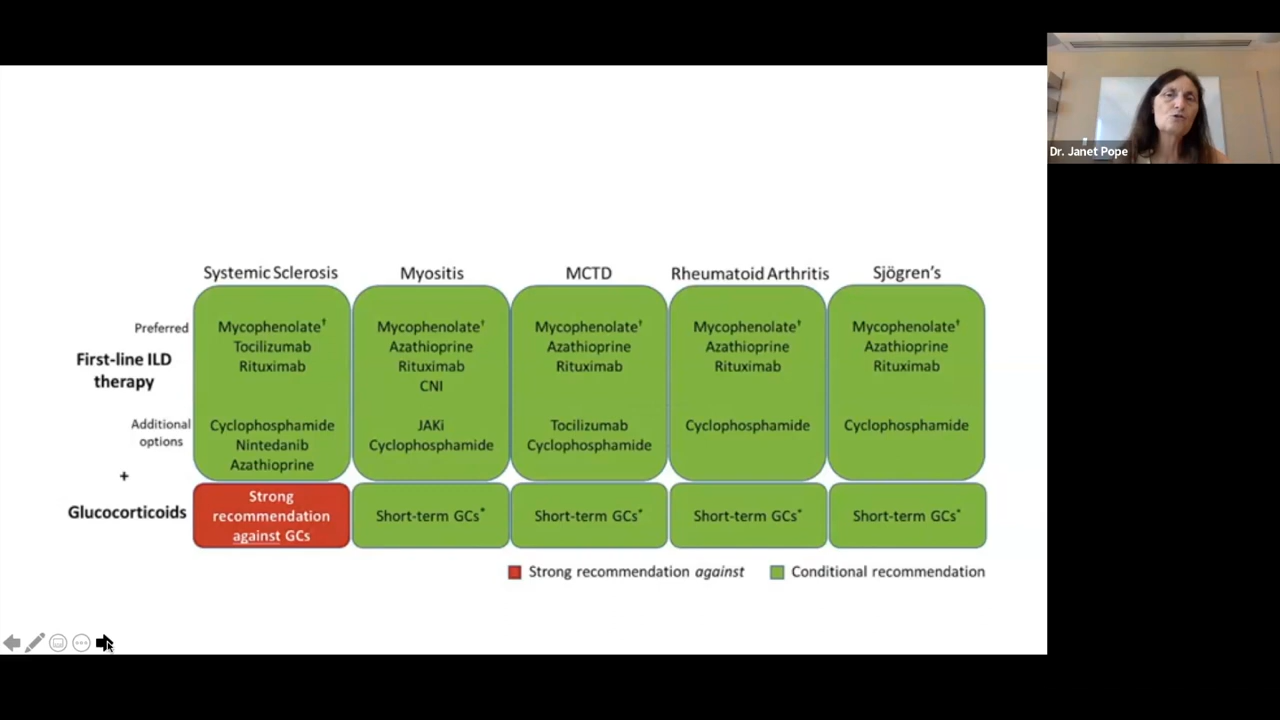 Dr. Janet Pope
Systemic Sclerosis
Myositis
MCTD
Rheumatoid Arthritis
Sjögren's
Preferred
First-line ILD
therapy
Additional
options
+
Glucocorticoids
Mycophenolate†
Tocilizumab
Rituximab
Cyclophosphamide
Nintedanib
Azathioprine
Strong
recommendation
against GCs
Mycophenolate†
Azathioprine
Rituximab
CNI
JAKi
Cyclophosphamide
Short-term GCs*
Mycophenolate†
Azathioprine
Rituximab
Tocilizumab
Cyclophosphamide
Short-term GCs*
Mycophenolate†
Azathioprine
Rituximab
Cyclophosphamide
Short-term GCs*
Mycophenolate†
Azathioprine
Rituximab
Cyclophosphamide
Short-term GCs*
Strong recommendation against
Conditional recommendation